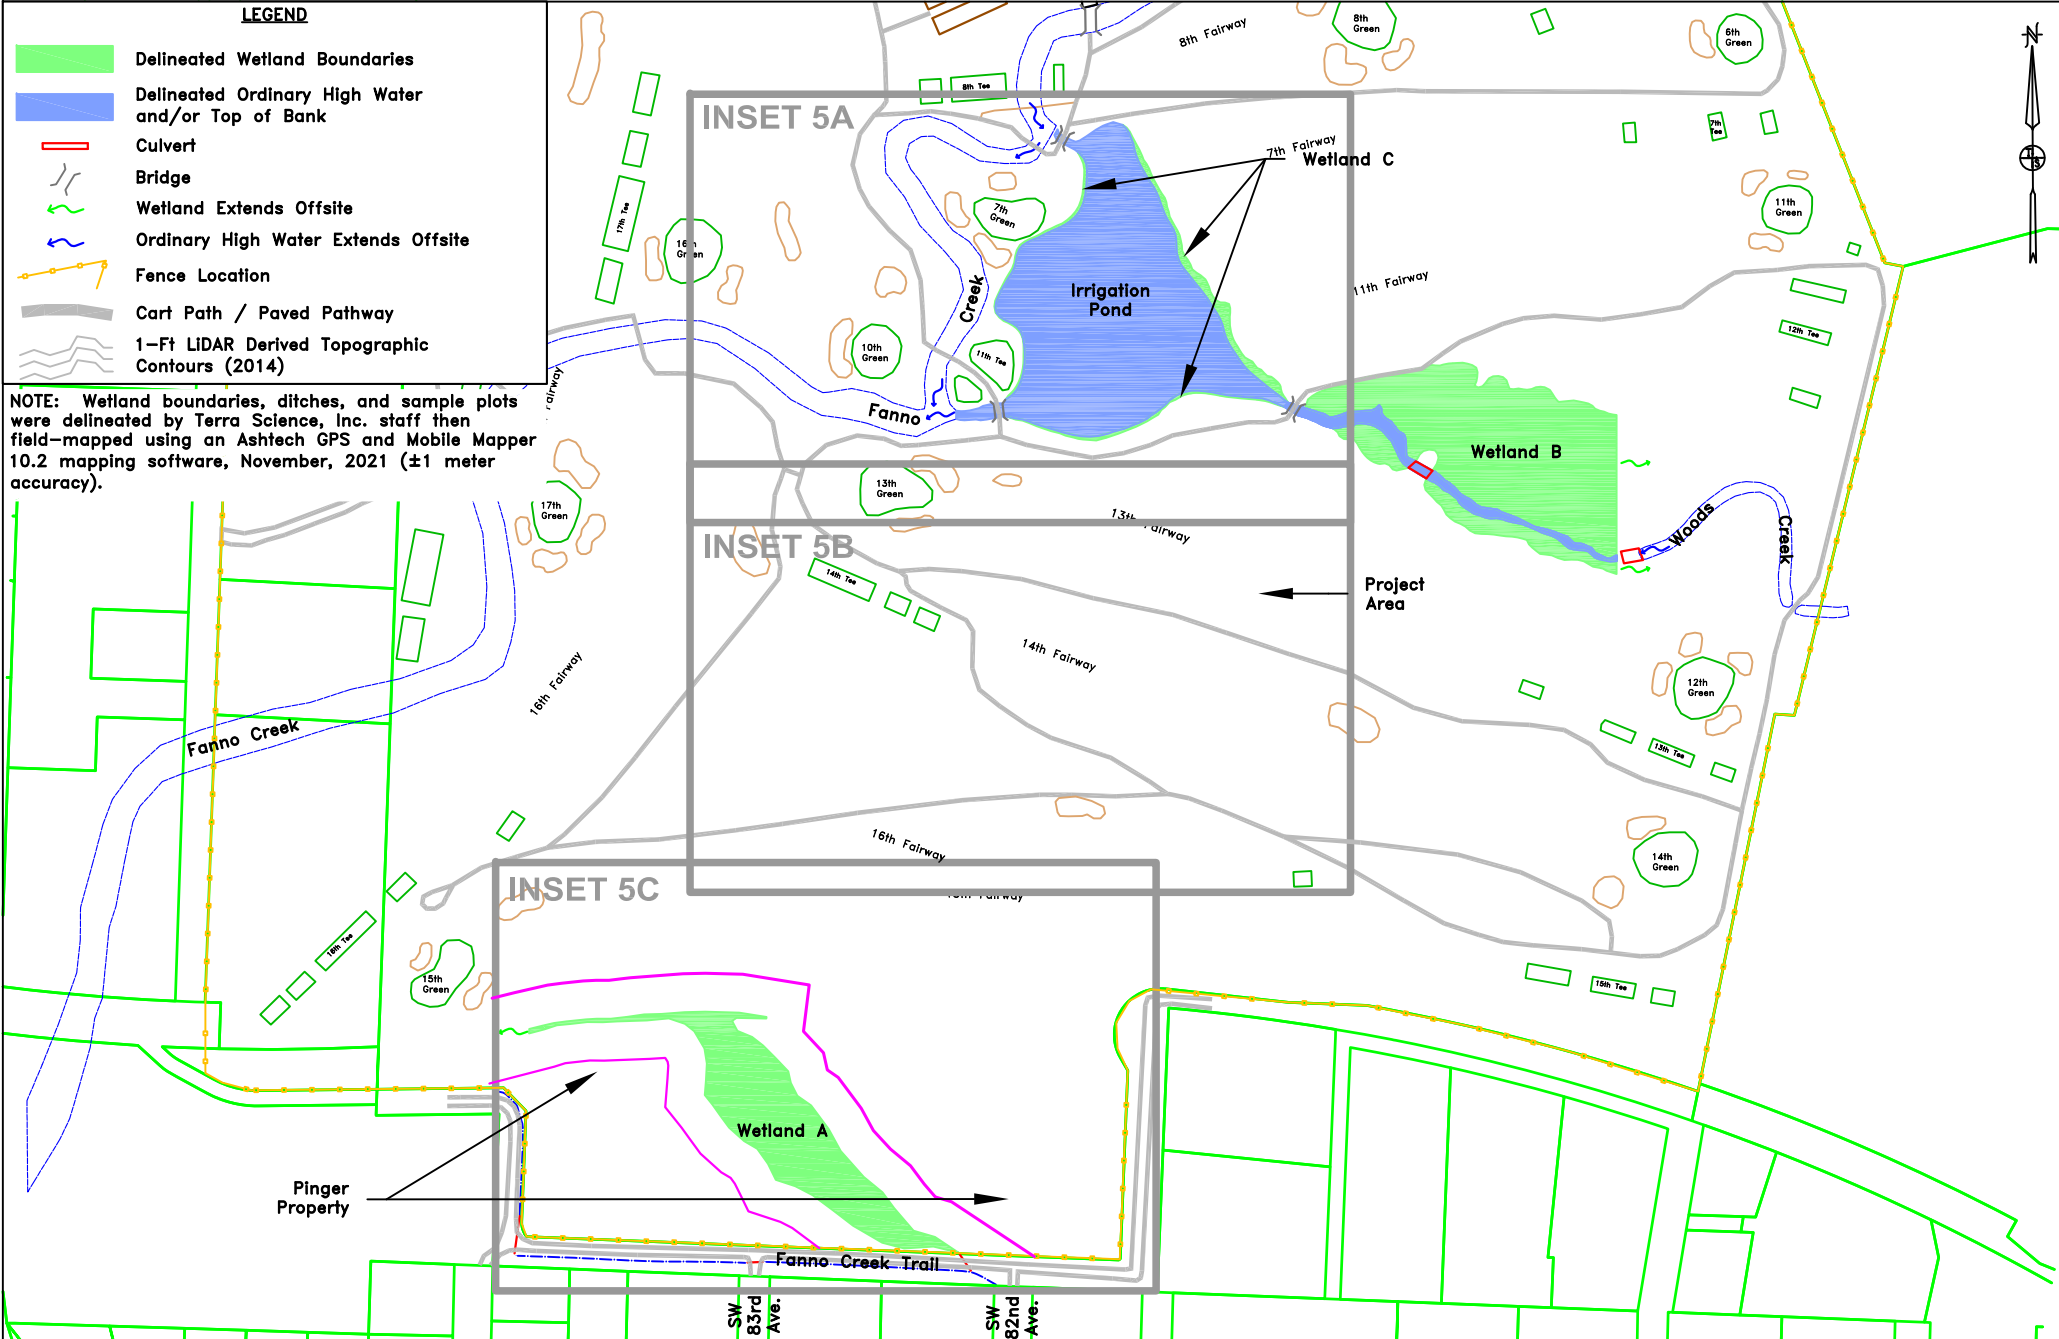 LEGEND
Delineated Wetland Boundaries
Delineated Ordinary High Water
and/or Top of Bank
Culvert
Bridge
Wetland Extends Offsite
Ordinary High Water Extends Offsite
Fence Location
Cart Path / Paved Pathway
1-Ft LiDAR Derived Topographic
Contours (2014)
NOTE: Wetland boundaries, ditches, and sample plots
were delineated by Terra Science, Inc. staff then
field-mapped using an Ashtech GPS and Mobile Mapper
10.2 mapping software, November, 2021 (±1 meter
accuracy).
N
8th Fairway
8th
Green
6th
Green
8th Tee
INSET 5A
7th Fairway
Wetland C
7th
Tee
17th Tee
16th
Green
7th
Green
11th
Green
Creek
Irrigation
Pond
11th Fairway
12th Tee
10th
Green
11th Tee
Fanno
Wetland B
13th
Green
17th
Green
13th Fairway
INSET 5B
Woods
Creek
14th Tee
Project
Area
14th Fairway
16th Fairway
12th
Green
Fanno Creek
13th Tee
16th Fairway
14th
Green
INSET 5C
Fairway
16th Tee
15th
Green
15th Tee
Wetland A
Pinger
Property
Fanno Creek Trail
SW
83rd
Ave.
SW
82nd
Ave.